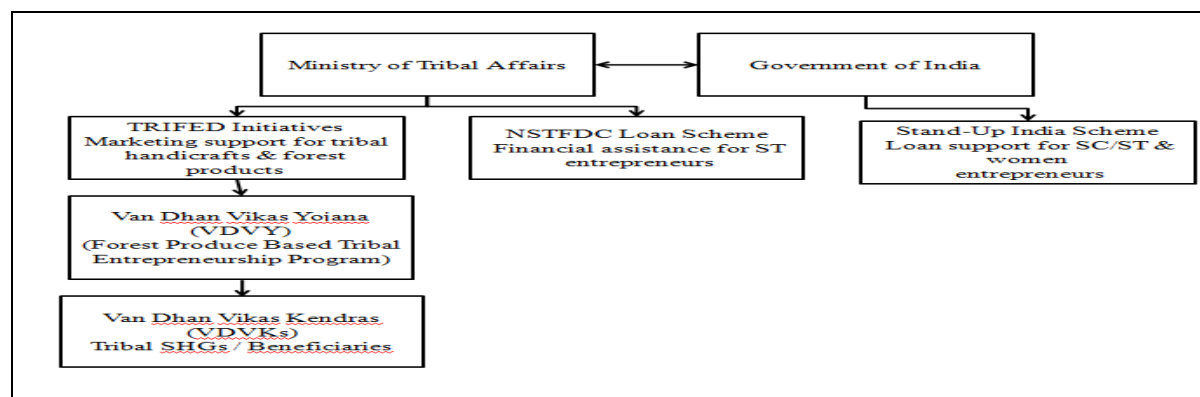 Ministry of Tribal Affairs
Government of India
TRIFED Initiatives
Marketing support for tribal
handicrafts & forest
products
NSTFDC Loan Scheme
Financial assistance for ST
entrepreneurs
Stand-Up India Scheme
Loan support for SC/ST &
women
entrepreneurs
Van Dhan Vikas Yojana
(VDVY)
(Forest Produce Based Tribal
Entrepreneurship Program)
Van Dhan Vikas Kendras
(VDVKs)
Tribal SHGs / Beneficiaries